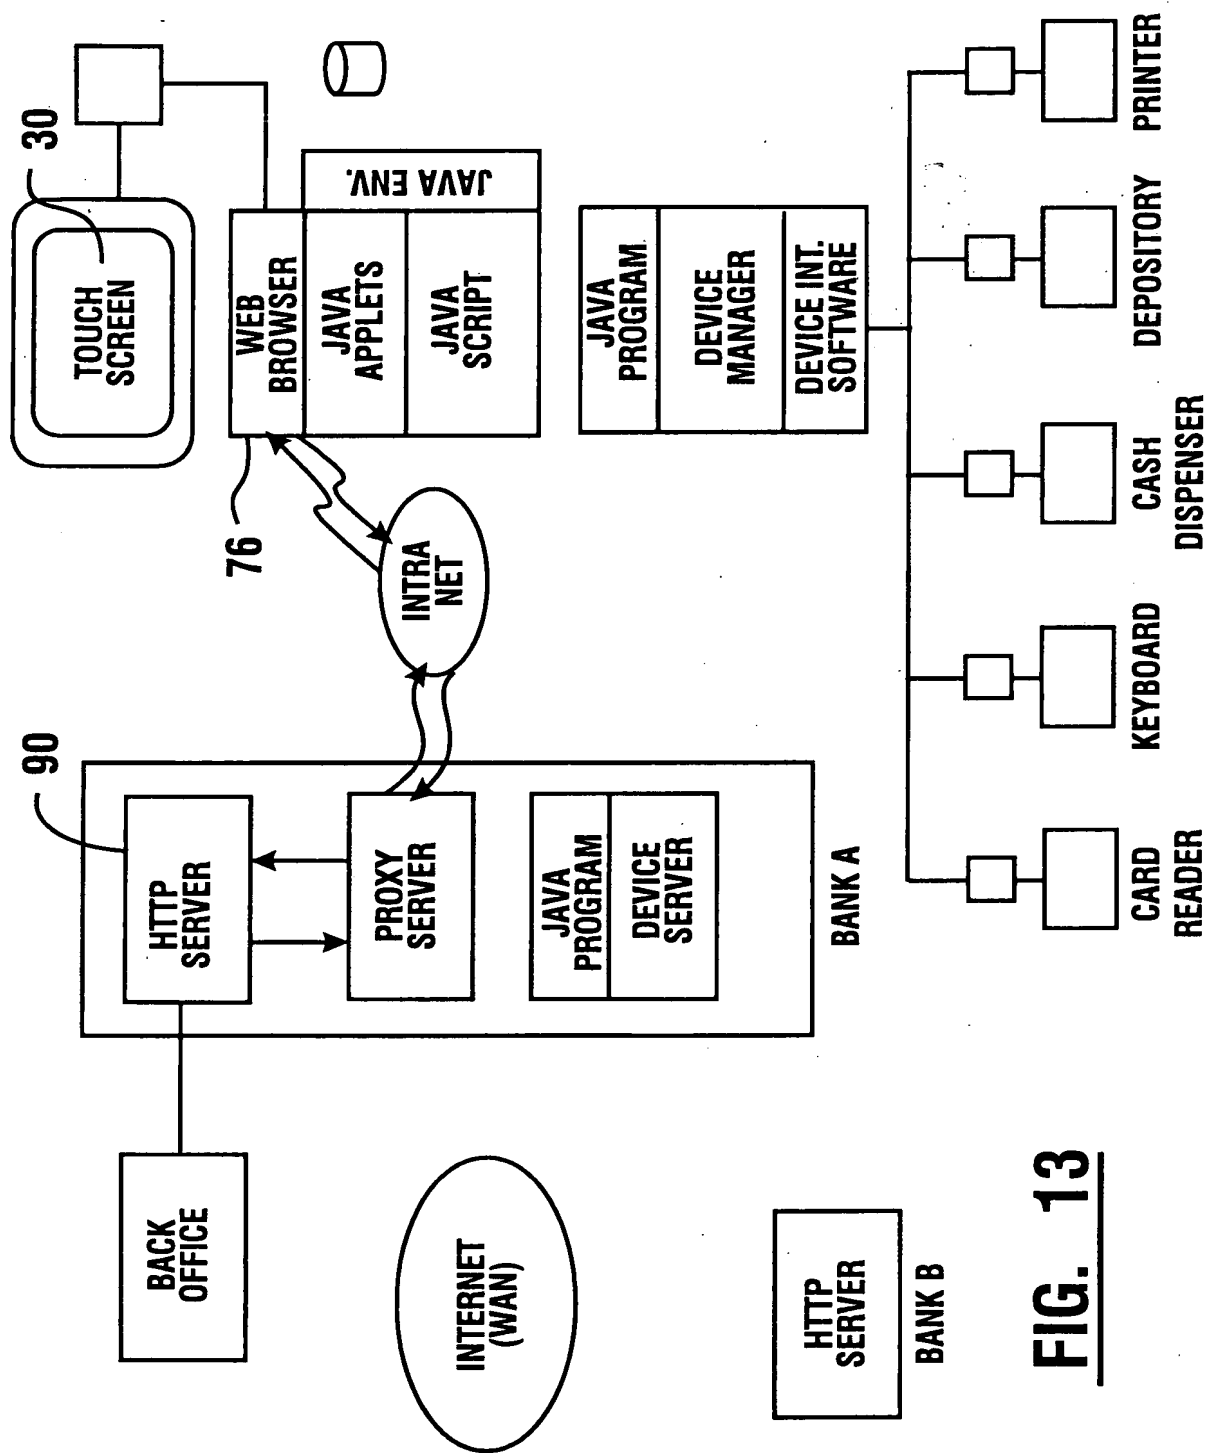 30
TOUCH
SCREEN
WEB
BROWSER
JAVA
APPLETS
JAVA
SCRIPT
JAVA ENV.
76
INTRA
NET
JAVA
PROGRAM
DEVICE
MANAGER
DEVICE INT.
SOFTWARE
90
HTTP
SERVER
PROXY
SERVER
JAVA
PROGRAM
DEVICE
SERVER
BANK A
BACK
OFFICE
INTERNET
(WAN)
HTTP
SERVER
BANK B
CARD
READER
KEYBOARD
CASH
DISPENSER
DEPOSITORY
PRINTER
FIG. 13